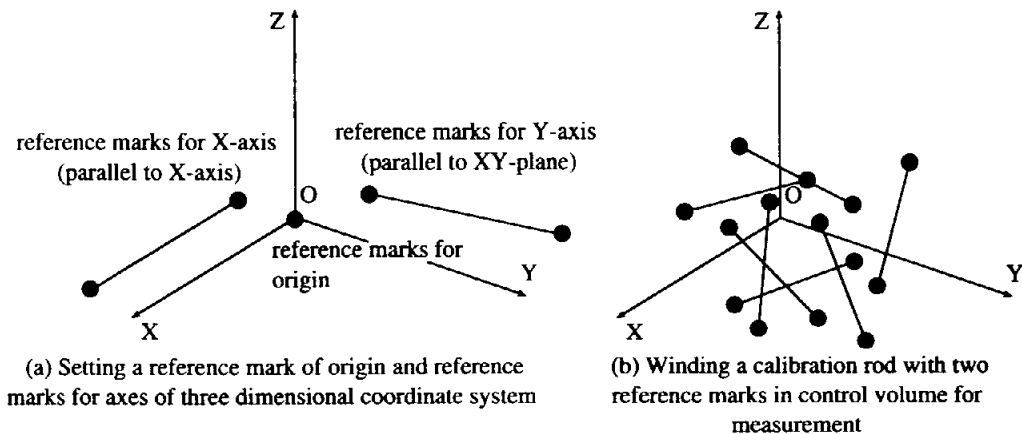 Z
reference marks for X-axis
(parallel to X-axis)
reference marks for Y-axis
(parallel to XY-plane)
O
reference marks for
origin
X
Y
(a) Setting a reference mark of origin and reference
marks for axes of three dimensional coordinate system
Z
O
X
Y
(b) Winding a calibration rod with two
reference marks in control volume for
measurement